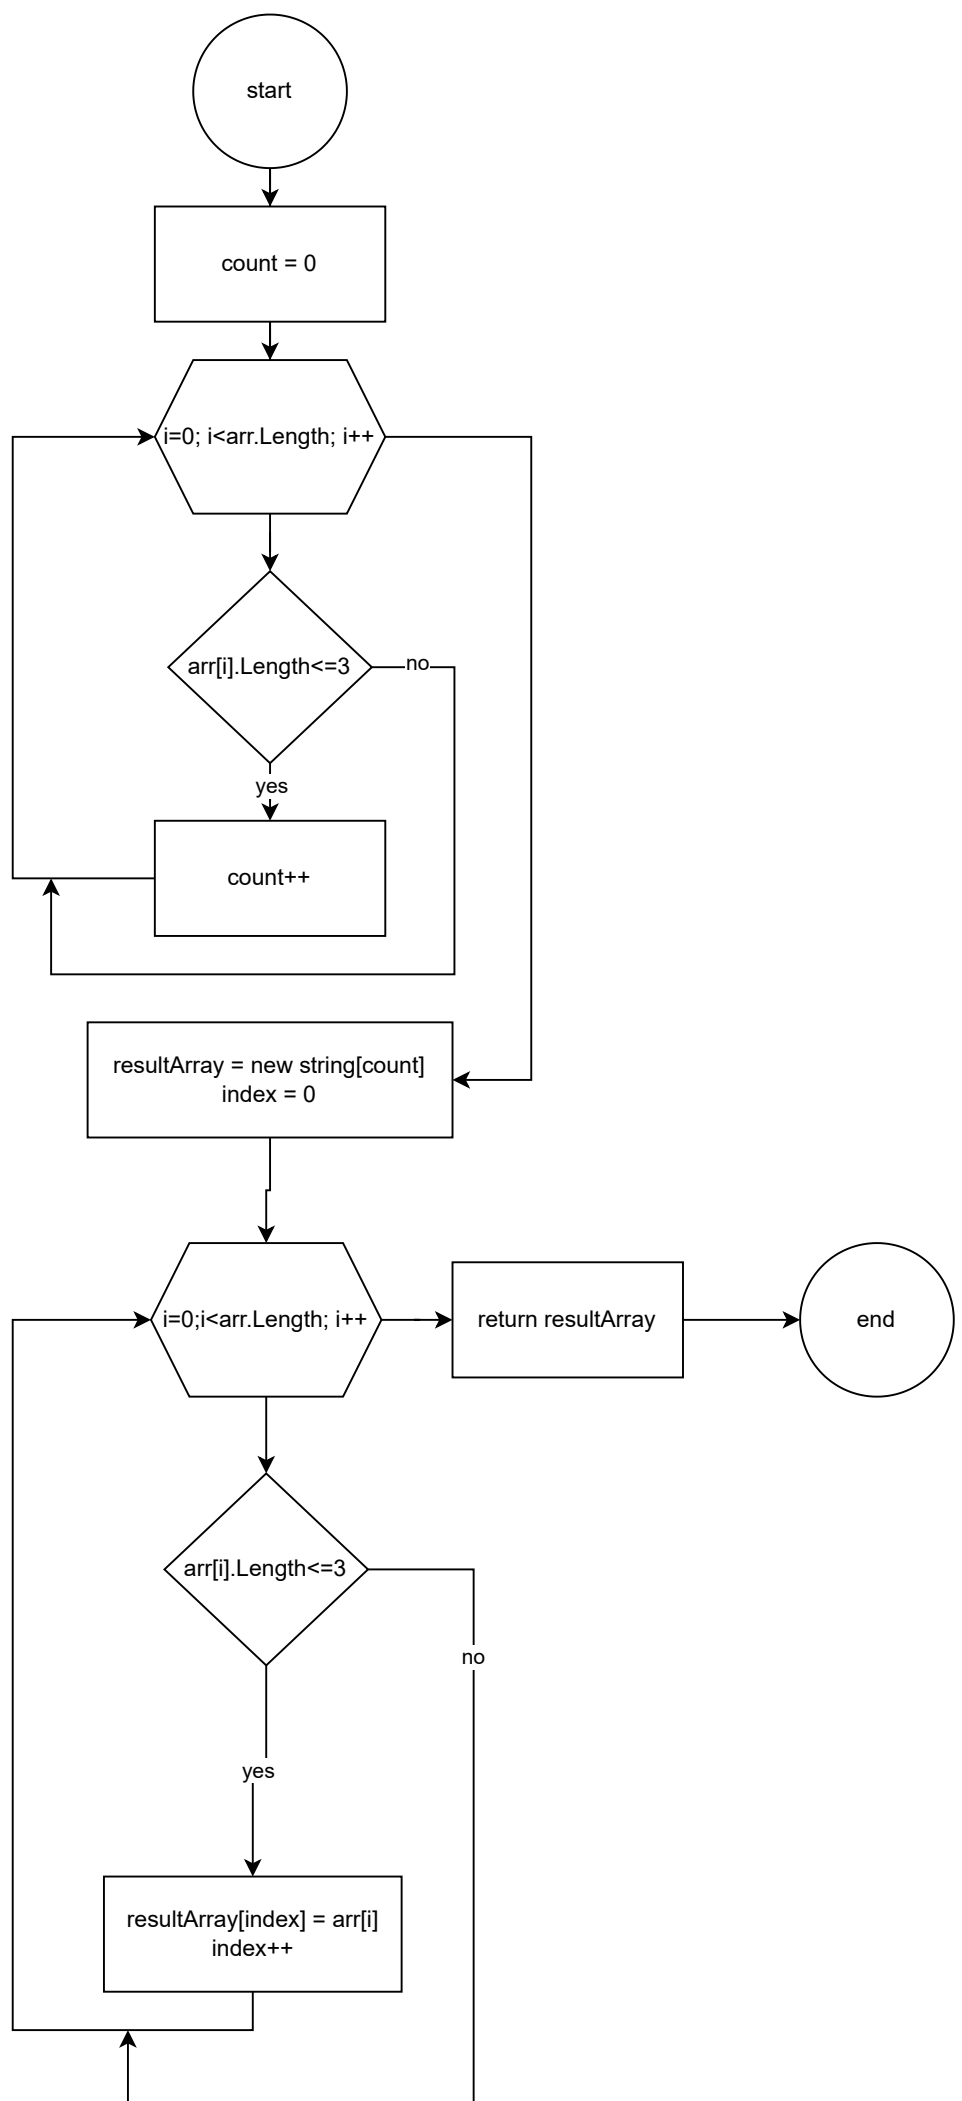 start
count = 0
i=0; i<arr.Length; i++
arr[i].Length<=3
no
yes
count++
resultArray = new string[count]
index = 0
i=0;i<arr.Length; i++
return resultArray
end
arr[i].Length<=3
no
yes
resultArray[index] = arr[i]
index++